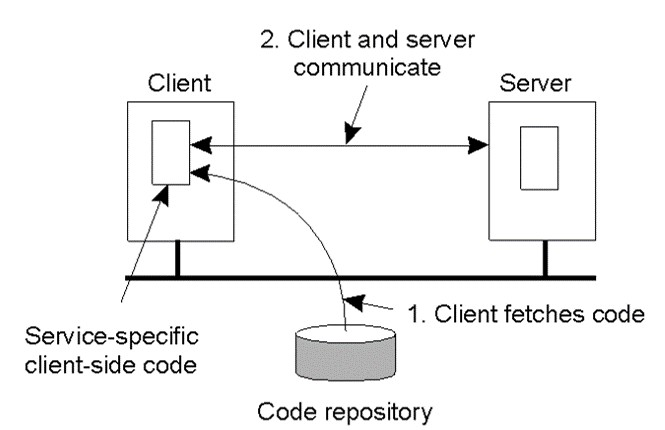 2. Client and server
communicate
Client
Server
1. Client fetches code
Service-specific
client-side code
Code repository